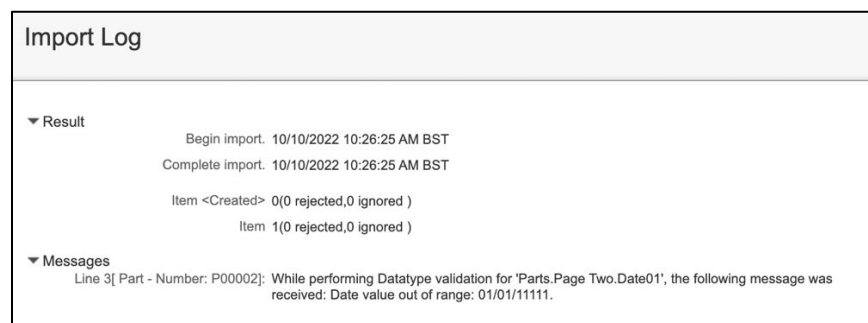 Import Log
Result
Begin import. 10/10/2022 10:26:25 AM BST
Complete import. 10/10/2022 10:26:25 AM BST
Item <Created> 0(0 rejected,0 ignored )
Item 1(0 rejected,0 ignored )
Messages
Line 3[ Part - Number: P00002]: While performing Datatype validation for 'Parts.Page Two.Date01', the following message was
received: Date value out of range: 01/01/11111.